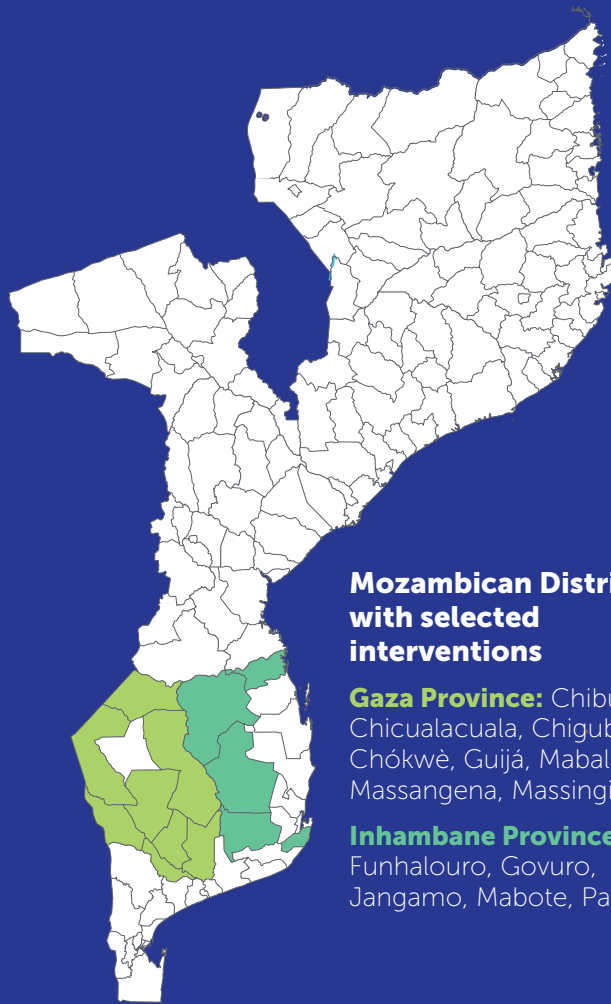 Mozambican Distri
with selected
interventions
Gaza Province: Chibu
Chicualacuala, Chigub
Chókwè, Guijá, Mabal
Massangena, Massingi
Inhambane Province
Funhalouro, Govuro,
Jangamo, Mabote, Pa